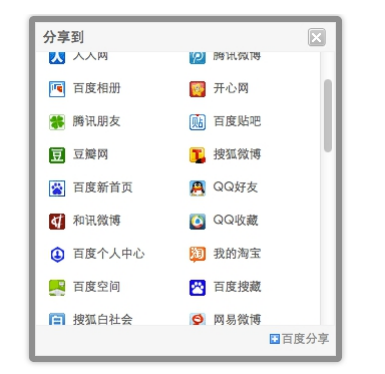 分享到
人人网 腾讯微博
百度相册 开心网
腾讯朋友 百度贴吧
豆瓣网 搜狐微博
百度新首页 QQ好友
和讯微博 QQ收藏
百度个人中心 我的淘宝
百度空间 百度搜藏
搜狐白社会 网易微博
百度分享